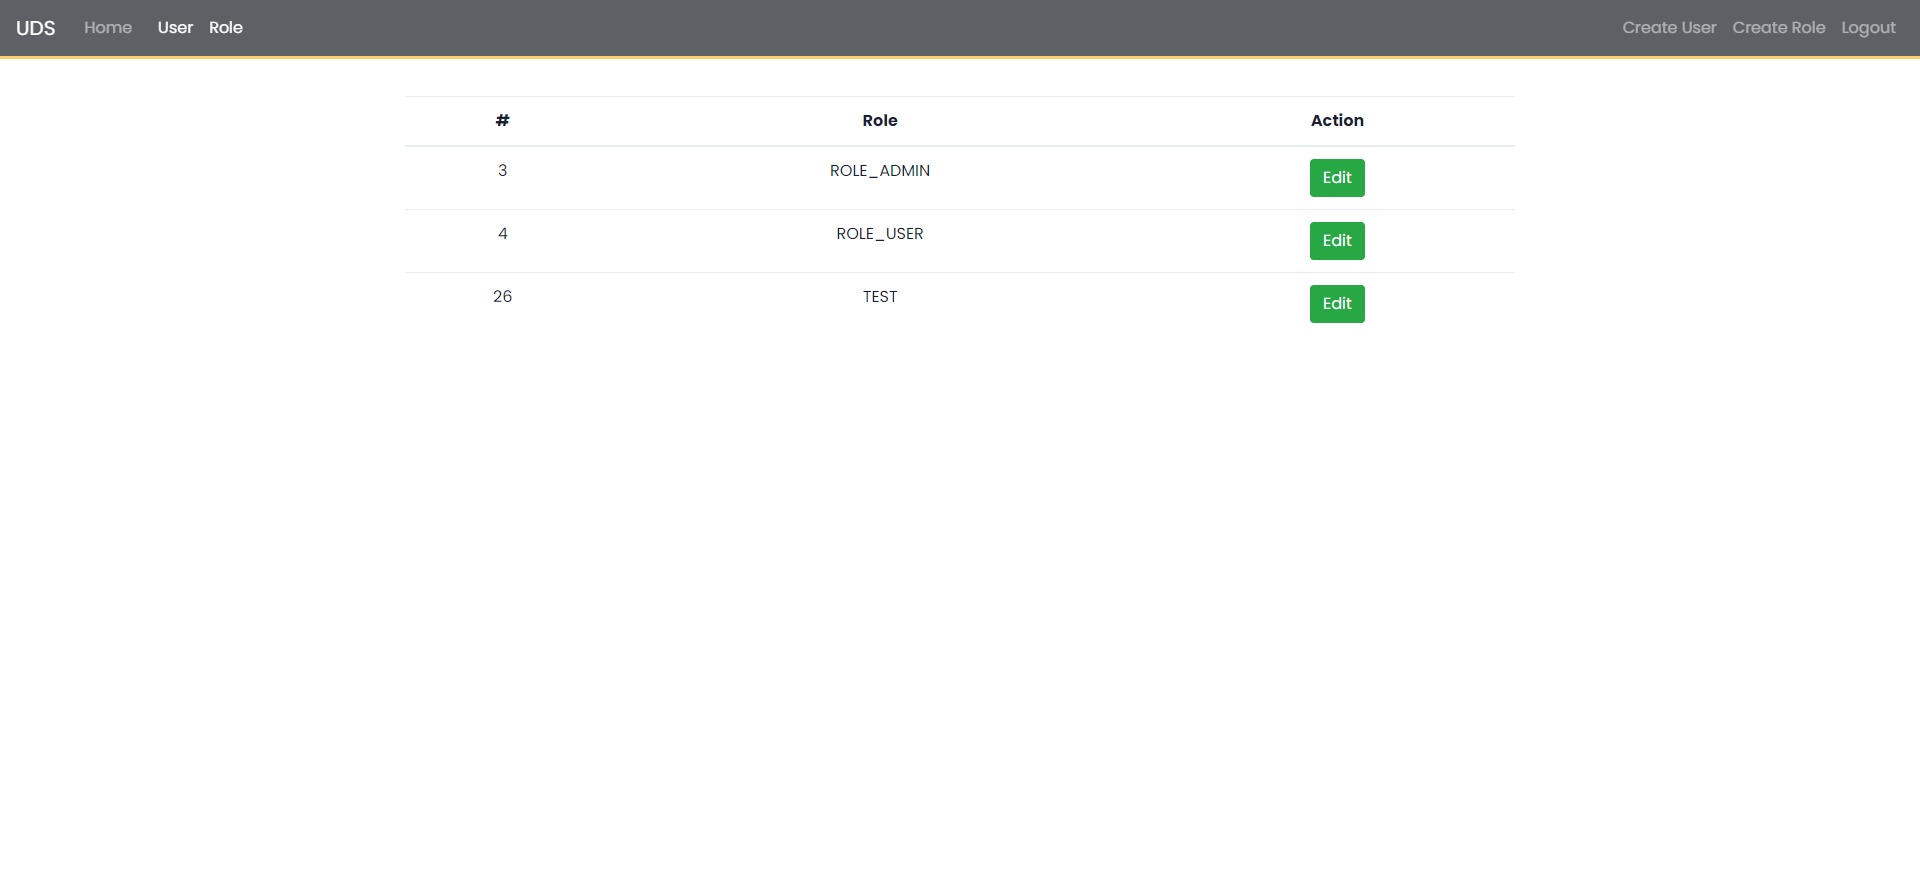 UDS Home User Role Create User Create Role Logout
# Role Action
3 ROLE_ADMIN Edit
4 ROLE_USER Edit
26 TEST Edit